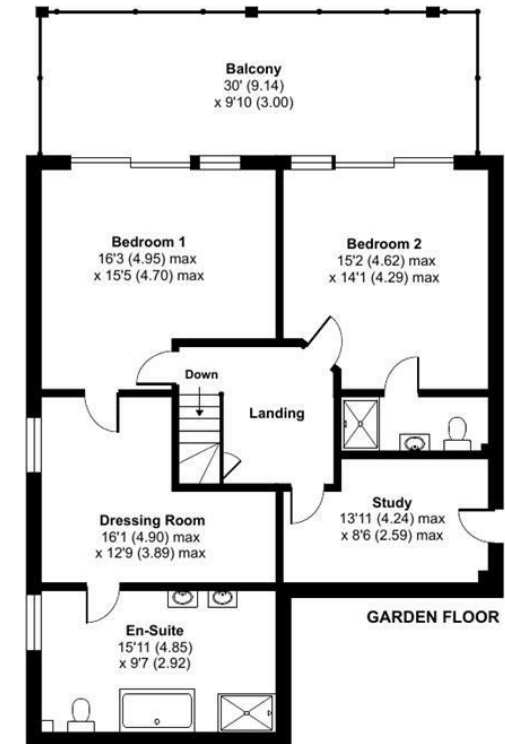 Balcony
30' (9.14)
x 9'10 (3.00)
Bedroom 1
16'3 (4.95) max
x 15'5 (4.70) max
Bedroom 2
15'2 (4.62) max
x 14'1 (4.29) max
Down
Landing
Study
13'11 (4.24) max
x 8'6 (2.59) max
Dressing Room
16'1 (4.90) max
x 12'9 (3.89) max
GARDEN FLOOR
En-Suite
15'11 (4.85)
x 9'7 (2.92)